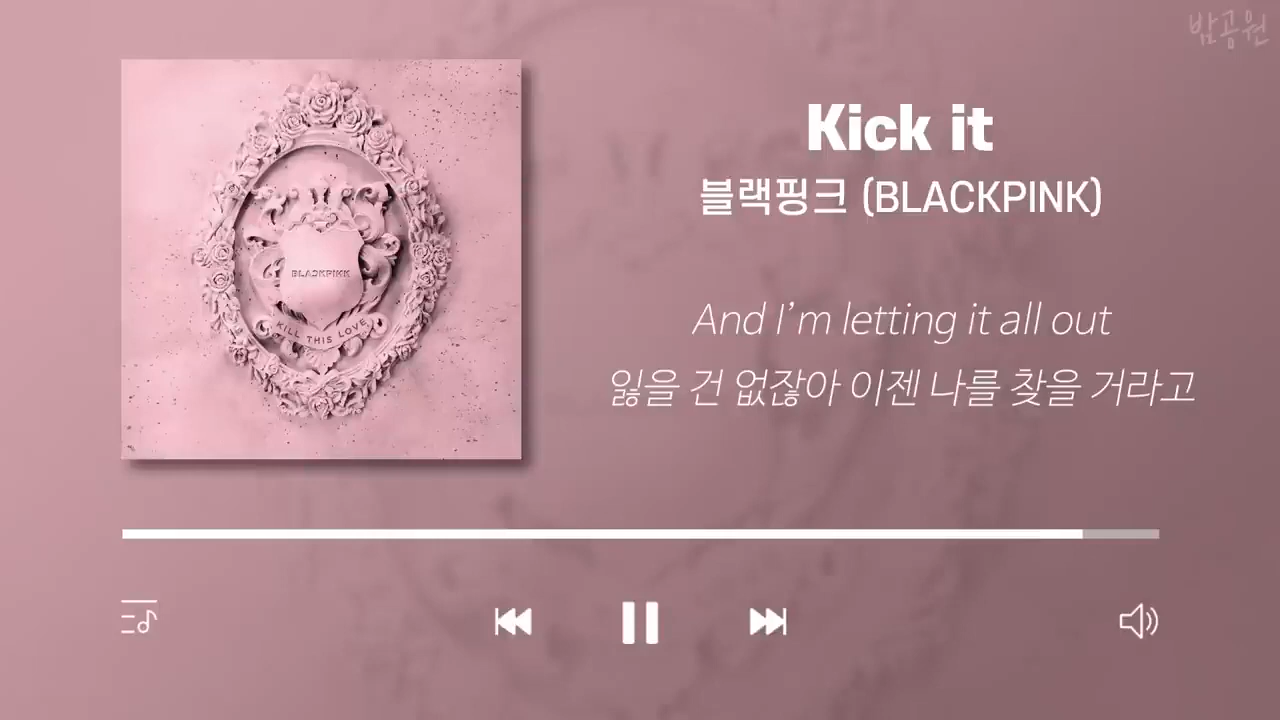 밤공원
Kick it
블랙핑크 (BLACKPINK)
BLACKPINK
KILL THIS LOVE
And I’m letting it all out
잃을 건 없잖아 이젠 나를 찾을 거라고